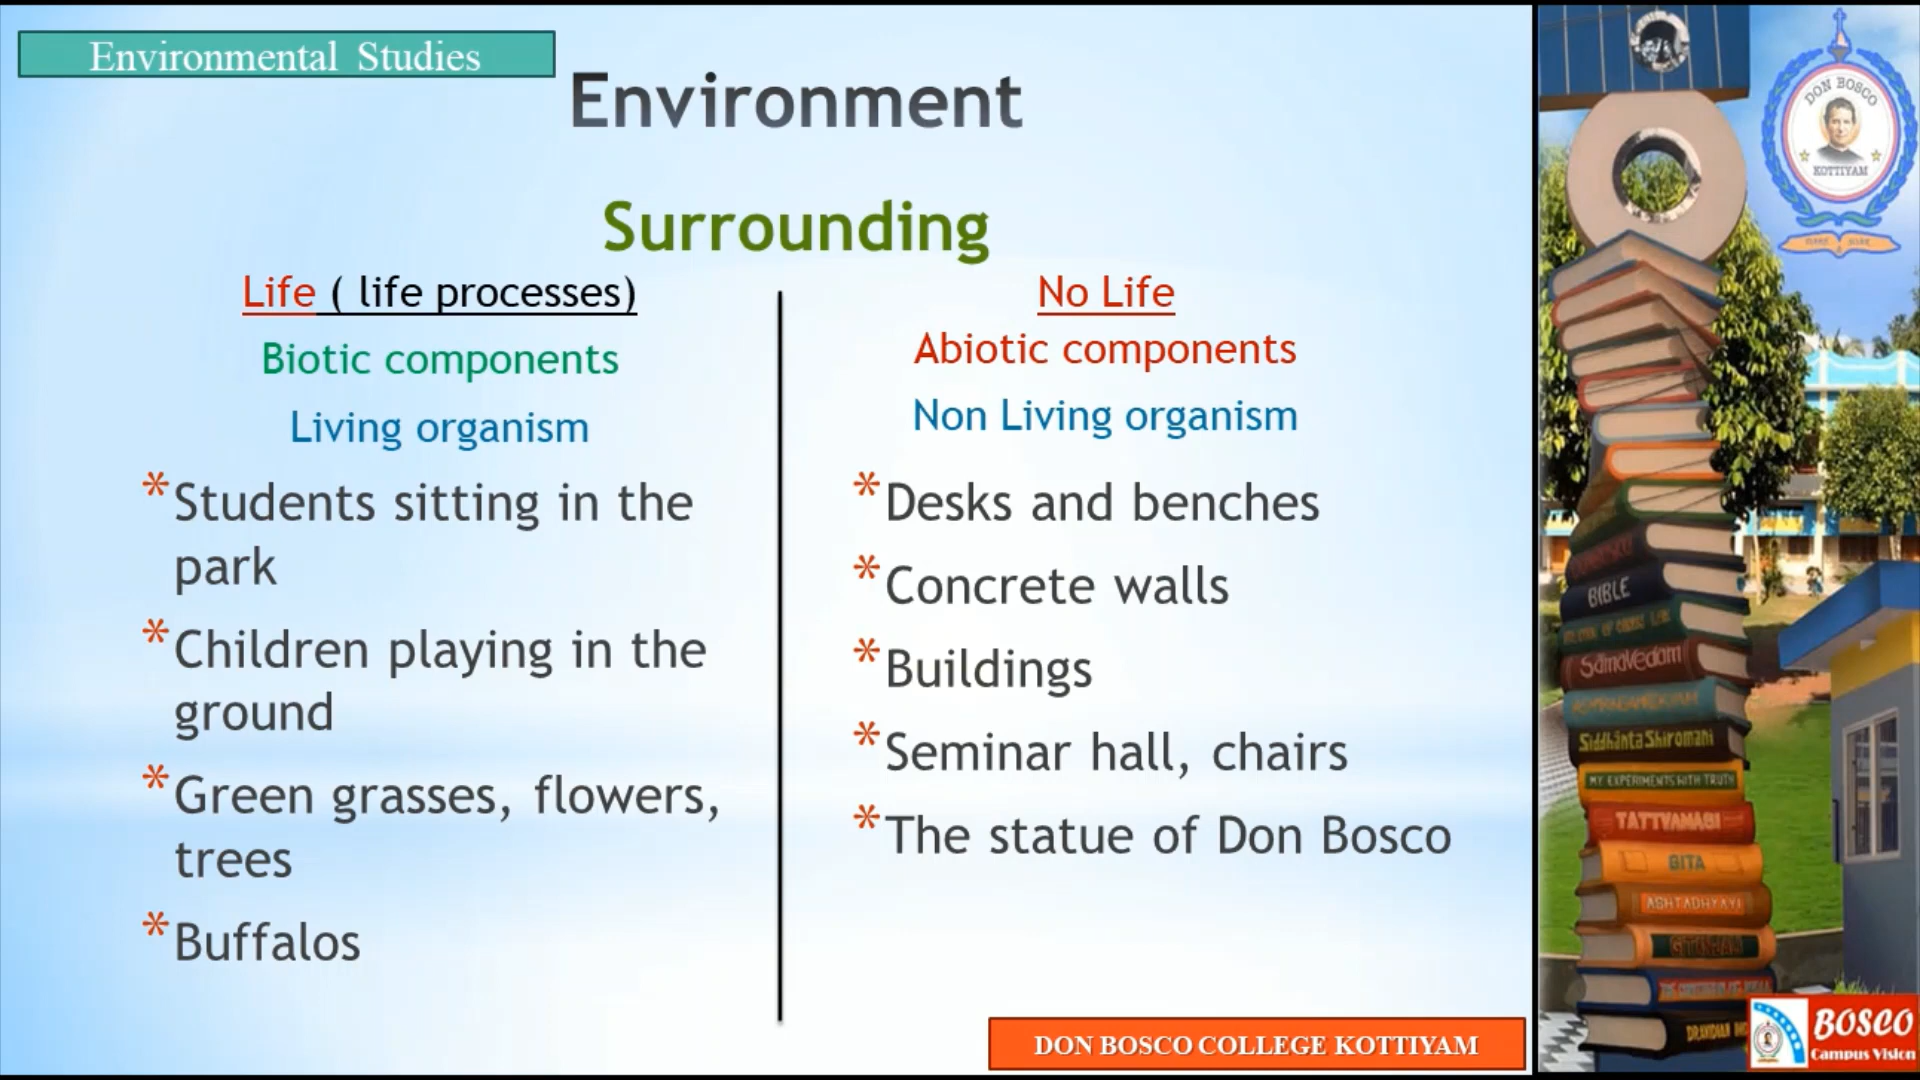 Environmental Studies
Environment
Surrounding
Life ( life processes)
Biotic components
Living organism
* Students sitting in the
park
* Children playing in the
ground
* Green grasses, flowers,
trees
* Buffalos
No Life
Abiotic components
Non Living organism
* Desks and benches
* Concrete walls
* Buildings
* Seminar hall, chairs
* The statue of Don Bosco
DON BOSCO COLLEGE KOTTIYAM
DON BOSCO
KOTTIYAM
BIBLE
Samavedam
Siddhānta Shiromani
MY EXPERIMENTS WITH TRUTH
TATTVAMASI
GITA
ASHTADHYAYI
GITANJALI
BOSCO
Campus Vision